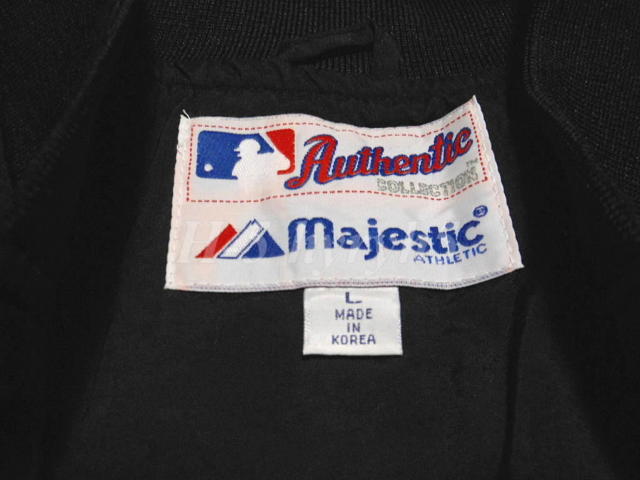 Authentic
COLLECTION
Majestic
ATHLETIC
L
MADE
IN
KOREA